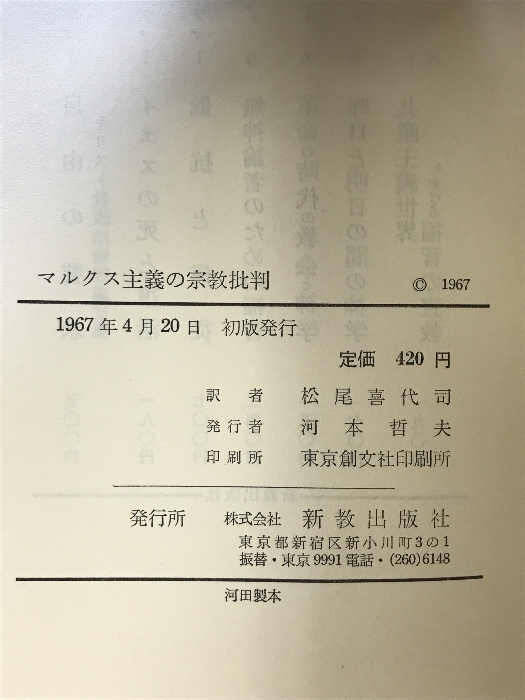 マルクス主義の宗教批判 © 1967
1967年4月20日 初版発行
定価 420円
訳者 松尾喜代司
発行者 河本哲夫
印刷所 東京創文社印刷所
発行所 株式会社 新教出版社
東京都新宿区新小川町3の1
振替・東京9991電話・(260)6148
河田製本